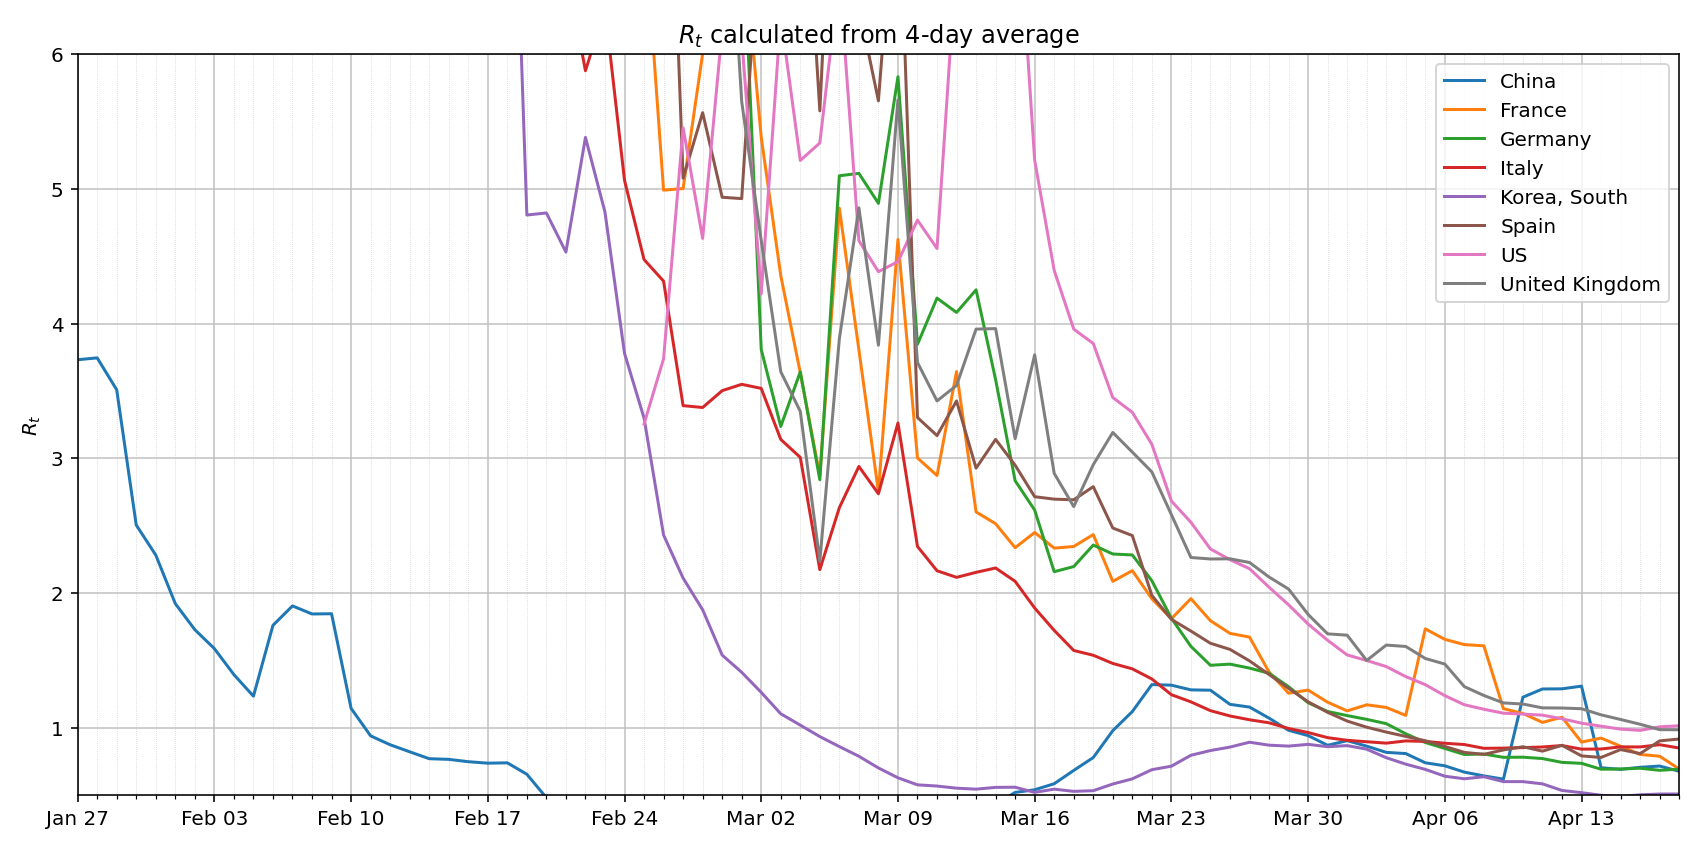 Rt calculated from 4-day average
6
5
4
3
2
1
Rt
China
France
Germany
Italy
Korea, South
Spain
US
United Kingdom
Jan 27 Feb 03 Feb 10 Feb 17 Feb 24 Mar 02 Mar 09 Mar 16 Mar 23 Mar 30 Apr 06 Apr 13